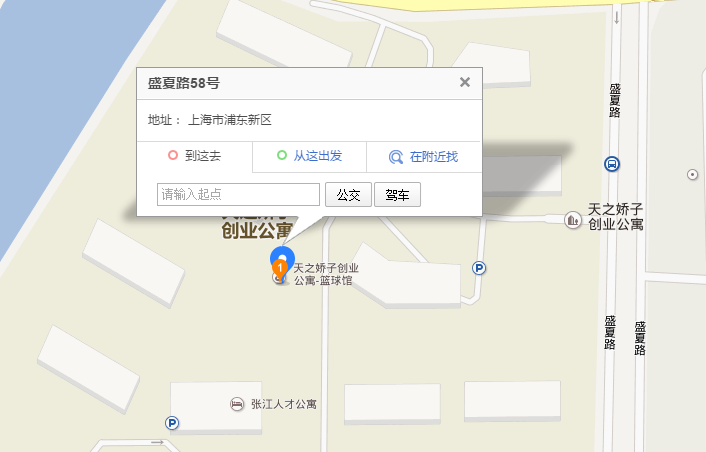 盛夏路58号
地址： 上海市浦东新区
到这去
从这出发
在附近找
请输入起点
公交
驾车
创业公寓
1
天之娇子创业
公寓-篮球馆
天之娇子
创业公寓
盛夏路
盛夏路
盛夏路
P
P
张江人才公寓